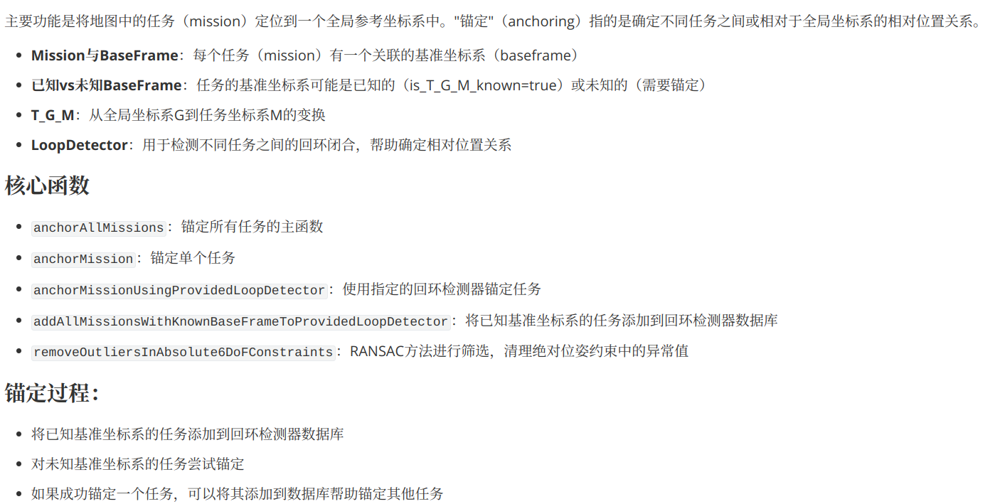 主要功能是将地图中的任务（mission）定位到一个全局参考坐标系中。"锚定"（anchoring）指的是确定不同任务之间或相对于全局坐标系的相对位置关系。
• Mission与BaseFrame：每个任务（mission）有一个关联的基准坐标系（baseframe）
• 已知vs未知BaseFrame：任务的基准坐标系可能是已知的（is_T_G_M_known=true）或未知的（需要锚定）
• T_G_M：从全局坐标系G到任务坐标系M的变换
• LoopDetector：用于检测不同任务之间的回环闭合，帮助确定相对位置关系
核心函数
• anchorAllMissions：锚定所有任务的主函数
• anchorMission：锚定单个任务
• anchorMissionUsingProvidedLoopDetector：使用指定的回环检测器锚定任务
• addAllMissionsWithKnownBaseFrameToProvidedLoopDetector：将已知基准坐标系的任务添加到回环检测器数据库
• removeOutliersInAbsolute6DoFConstraints：RANSAC方法进行筛选，清理绝对位姿约束中的异常值
锚定过程：
• 将已知基准坐标系的任务添加到回环检测器数据库
• 对未知基准坐标系的任务尝试锚定
• 如果成功锚定一个任务，可以将其添加到数据库帮助锚定其他任务